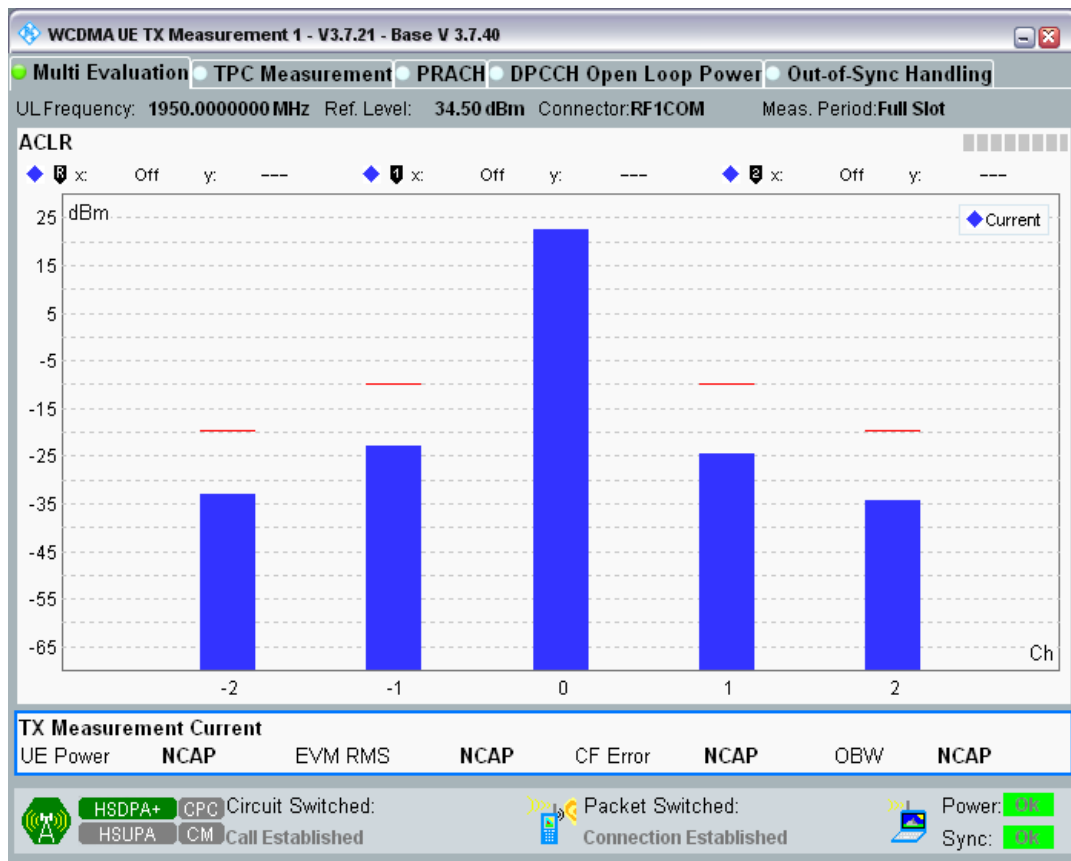 WCDMA UE TX Measurement 1 - V3.7.21 - Base V 3.7.40
Multi Evaluation TPC Measurement PRACH DPCCH Open Loop Power Out-of-Sync Handling
UL Frequency: 1950.0000000 MHz Ref. Level: 34.50 dBm Connector: RF1COM Meas. Period: Full Slot
ACLR
R x: Off y: --- 1 x: Off y: --- 2 x: Off y: ---
dBm
Current
25
15
5
-5
-15
-25
-35
-45
-55
-65
Ch
-2 -1 0 1 2
TX Measurement Current
UE Power NCAP EVM RMS NCAP CF Error NCAP OBW NCAP
HSDPA+ CPC Circuit Switched: Packet Switched: Power: OK
HSUPA CM Call Established Connection Established Sync: OK